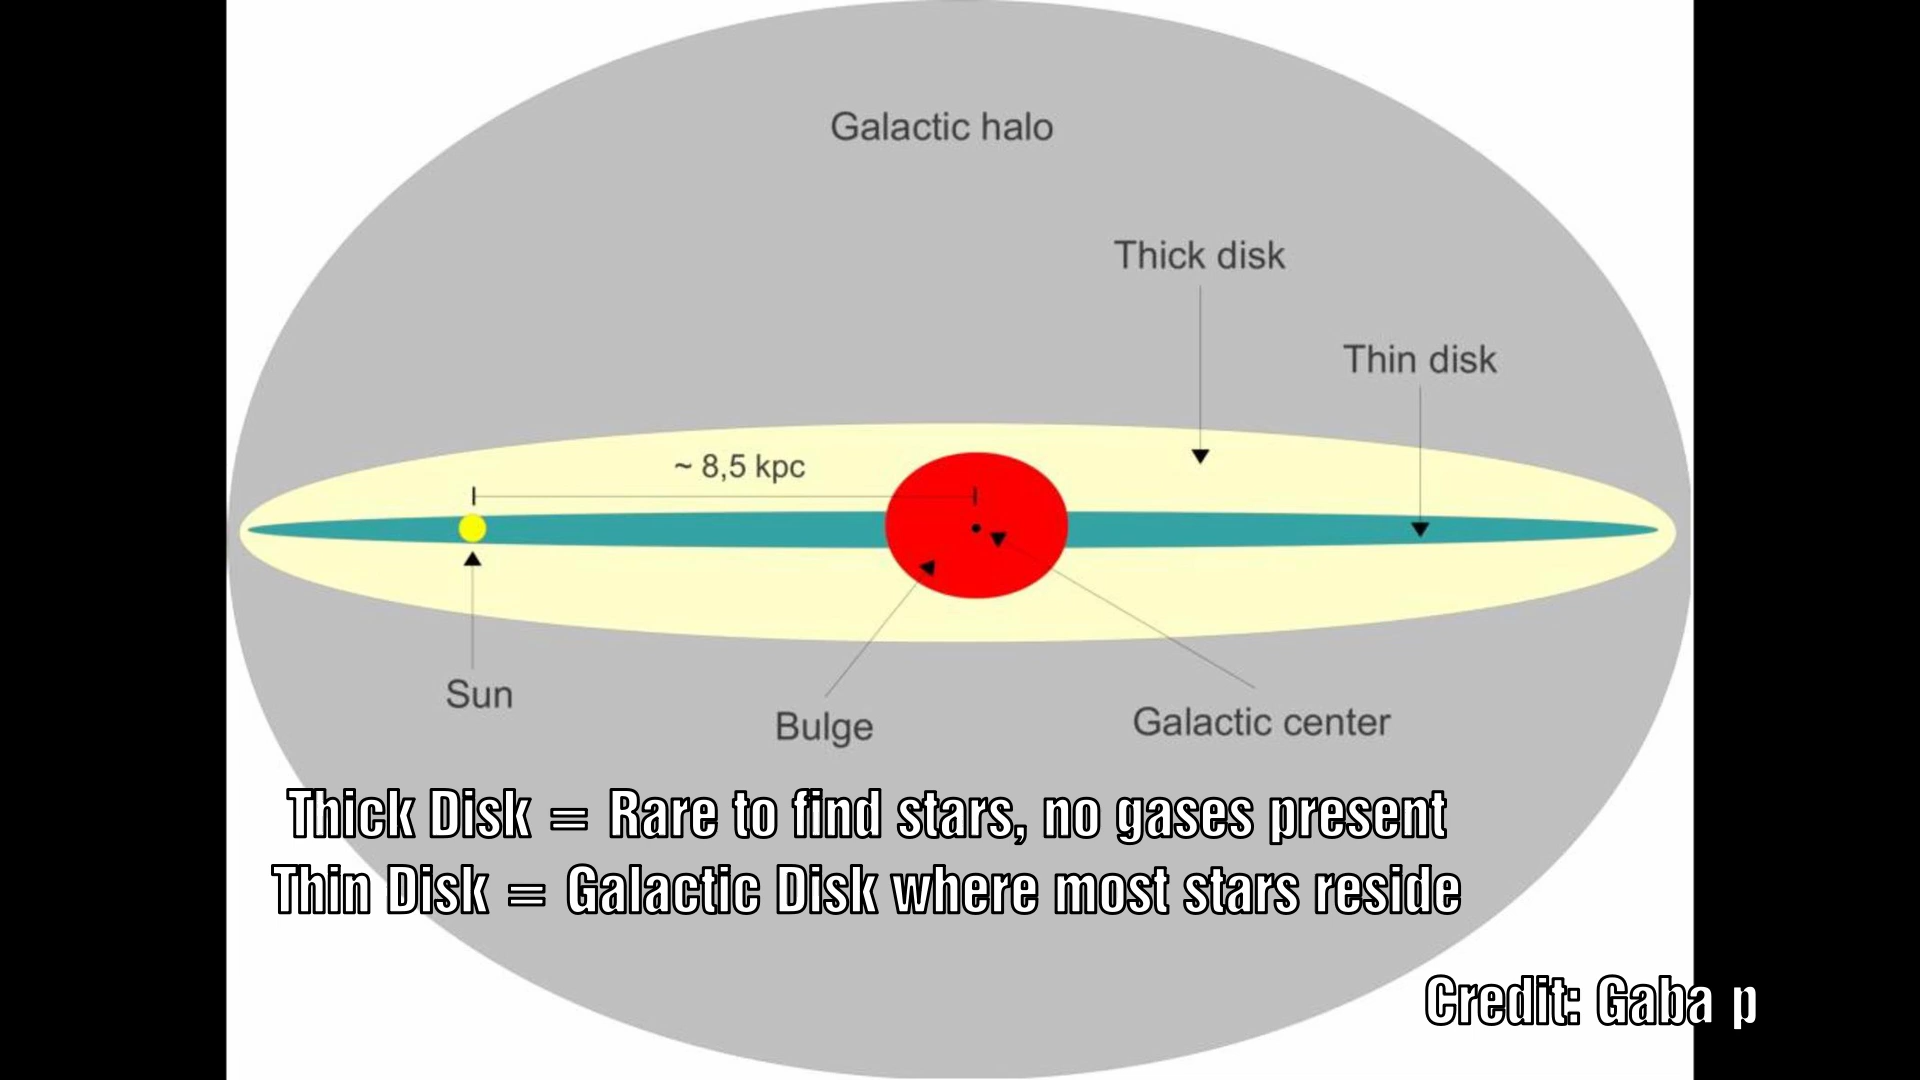 Galactic halo
Thick disk
Thin disk
~ 8,5 kpc
Sun
Bulge
Galactic center
Thick Disk = Rare to find stars, no gases present
Thin Disk = Galactic Disk where most stars reside
Credit: Gaba p